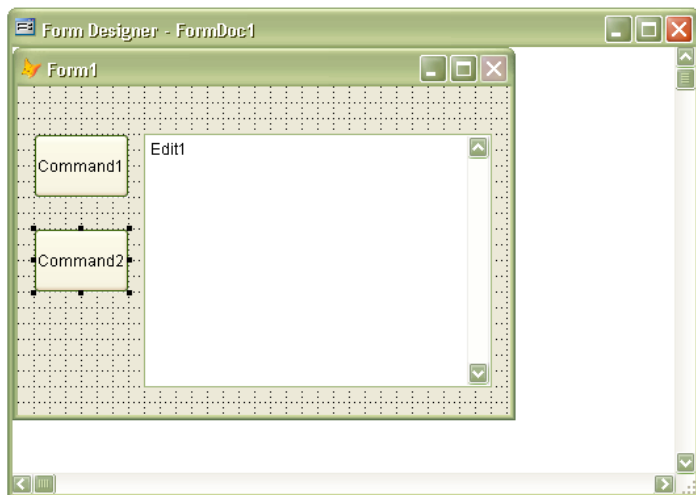 Form Designer - FormDoc1
Form1
Command1
Edit1
Command2